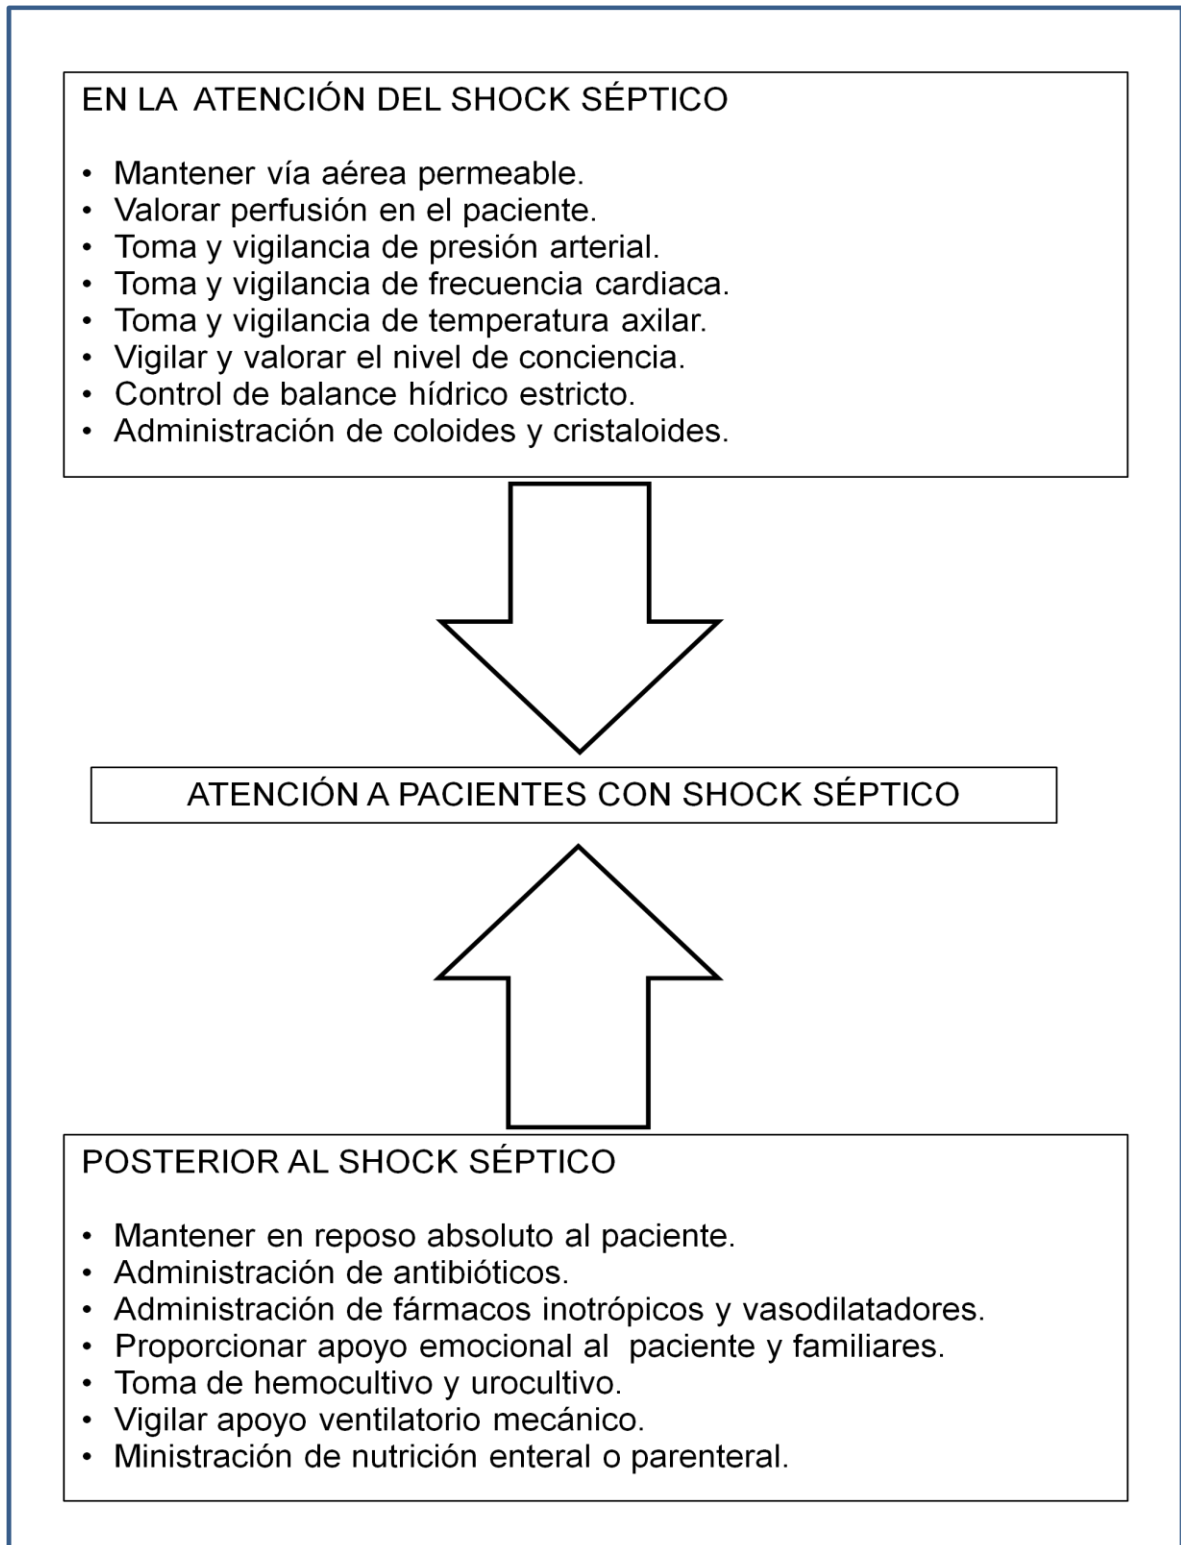 EN LA  ATENCIÓN DEL SHOCK SÉPTICO
• Mantener vía aérea permeable.
• Valorar perfusión en el paciente.
• Toma y vigilancia de presión arterial.
• Toma y vigilancia de frecuencia cardiaca.
• Toma y vigilancia de temperatura axilar.
• Vigilar y valorar el nivel de conciencia.
• Control de balance hídrico estricto.
• Administración de coloides y cristaloides.
ATENCIÓN A PACIENTES CON SHOCK SÉPTICO
POSTERIOR AL SHOCK SÉPTICO
• Mantener en reposo absoluto al paciente.
• Administración de antibióticos.
• Administración de fármacos inotrópicos y vasodilatadores.
• Proporcionar apoyo emocional al  paciente y familiares.
• Toma de hemocultivo y urocultivo.
• Vigilar apoyo ventilatorio mecánico.
• Ministración de nutrición enteral o parenteral.